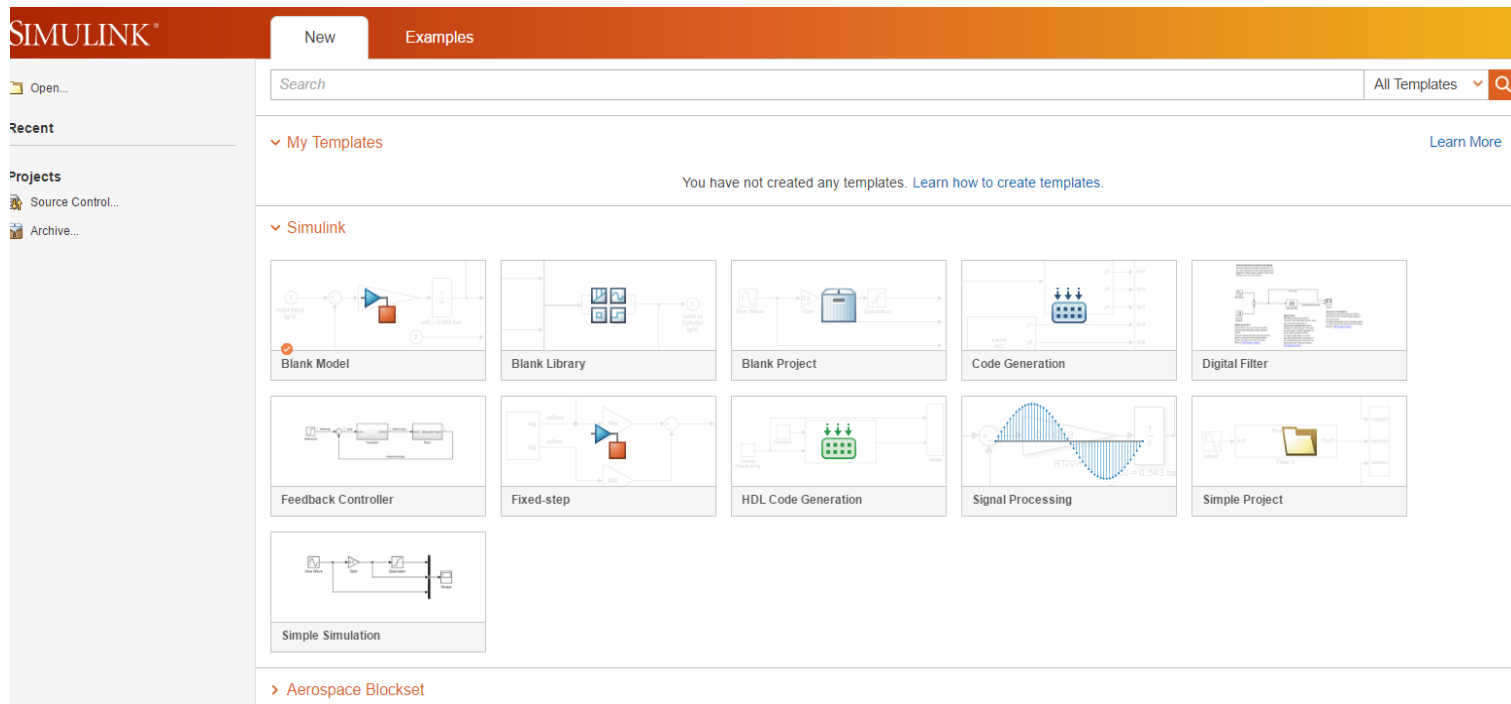 SIMULINK®
New
Examples
Open...
Recent
Projects
Source Control...
Archive...
Search
All Templates
My Templates
Learn More
You have not created any templates. Learn how to create templates.
Simulink
Blank Model
Blank Library
Blank Project
Code Generation
Digital Filter
Feedback Controller
Fixed-step
HDL Code Generation
Signal Processing
Simple Project
Simple Simulation
Aerospace Blockset